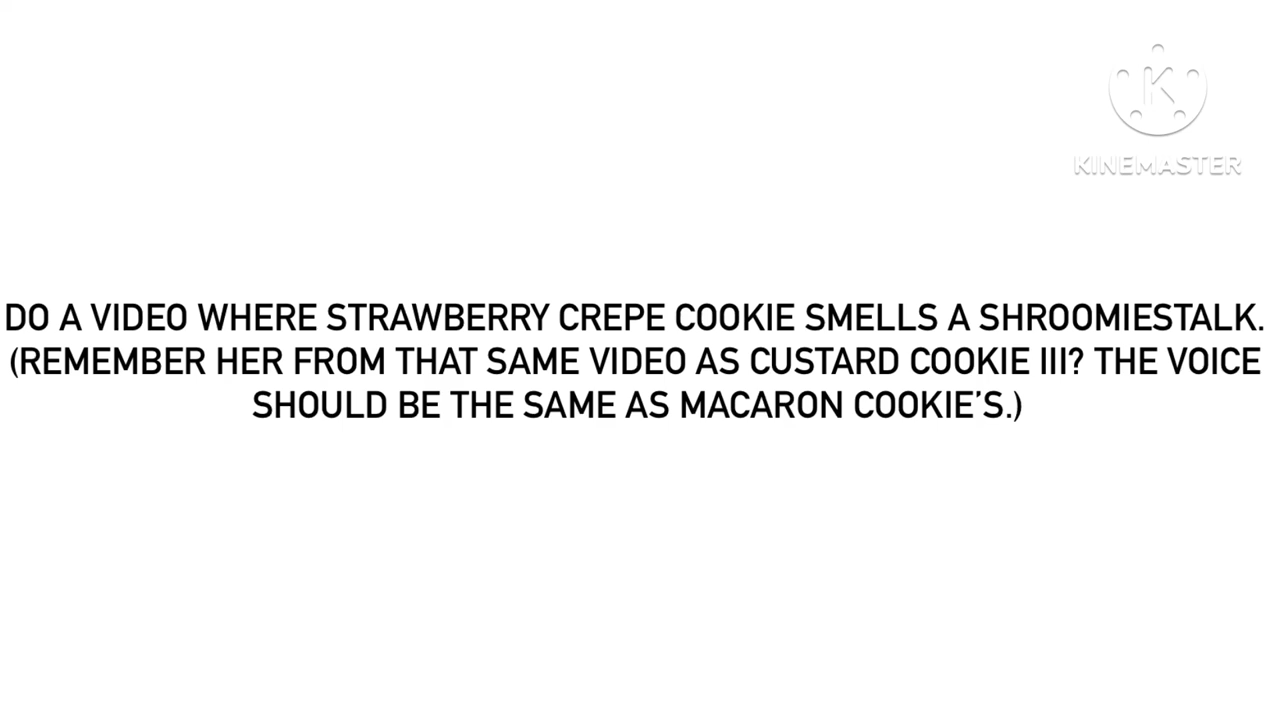 KINEMASTER
DO A VIDEO WHERE STRAWBERRY CREPE COOKIE SMELLS A SHROOMIESTALK.
(REMEMBER HER FROM THAT SAME VIDEO AS CUSTARD COOKIE III? THE VOICE
SHOULD BE THE SAME AS MACARON COOKIE’S.)